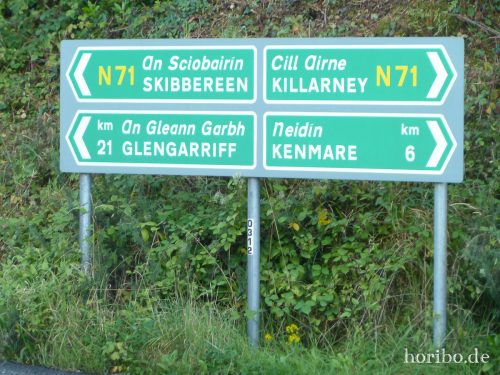 N71 An Sciobairín
SKIBBEREEN
Cill Airne
KILLARNEY N71
km An Gleann Garbh
21 GLENGARRIFF
Neidín km
KENMARE 6
0312
horibo.de